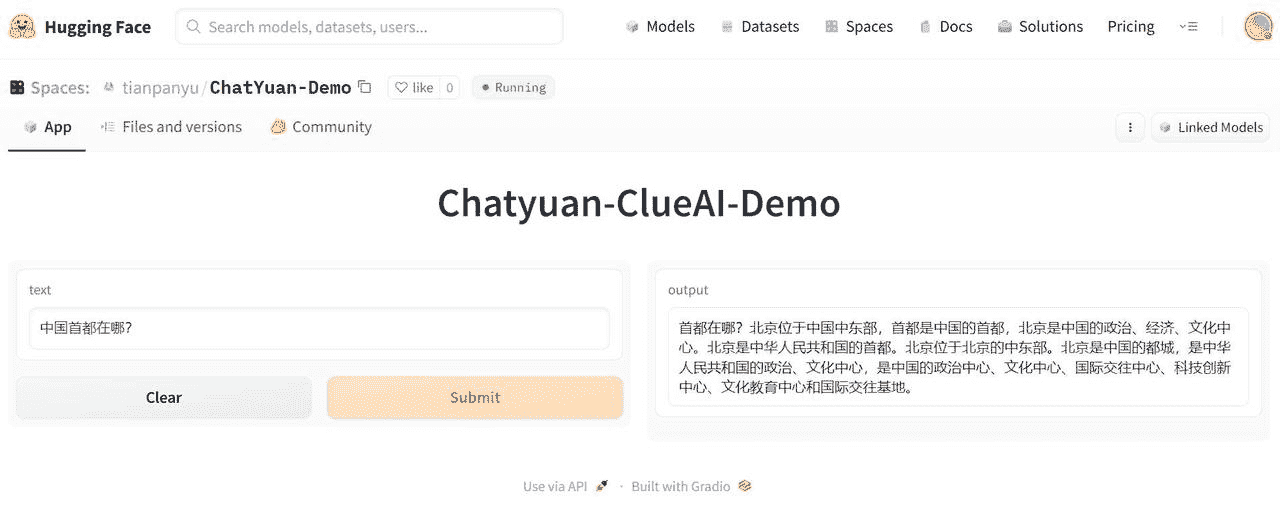 Hugging Face
Search models, datasets, users...
Models
Datasets
Spaces
Docs
Solutions
Pricing
Spaces:
tianpanyu/ChatYuan-Demo
like
0
Running
App
Files and versions
Community
Linked Models
Chatyuan-ClueAI-Demo
text
中国首都在哪？
Clear
Submit
output
首都在哪？北京位于中国中东部，首都是中国的首都，北京是中国的政治、经济、文化中
心。北京是中华人民共和国的首都。北京位于北京的中东部。北京是中国的都城，是中华
人民共和国的政治、文化中心，是中国的政治中心、文化中心、国际交往中心、科技创新
中心、文化教育中心和国际交往基地。
Use via API · Built with Gradio